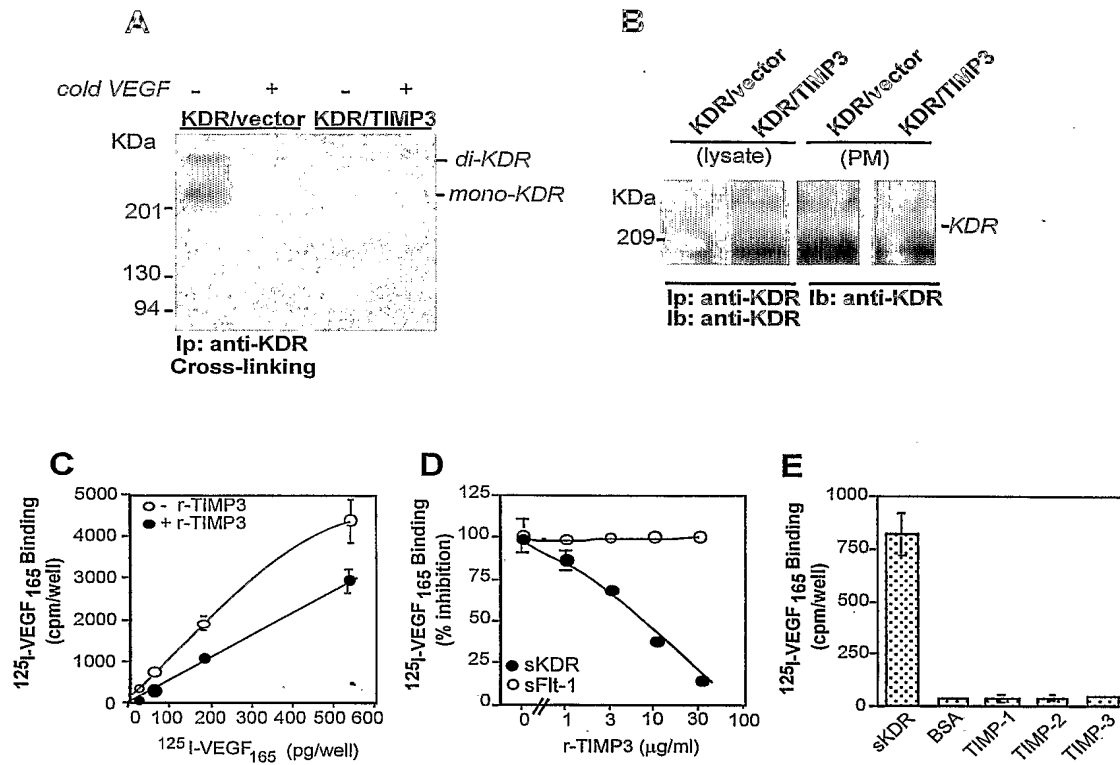 A
cold VEGF - + - +
KDR/vector KDR/TIMP3
KDa
di-KDR
mono-KDR
201
130
94
Ip: anti-KDR
Cross-linking
B
KDR/vector KDR/TIMP3 KDR/vector KDR/TIMP3
(lysate) (PM)
KDa
KDR
209
Ip: anti-KDR Ib: anti-KDR
Ib: anti-KDR
C
125I-VEGF165 Binding
(cpm/well)
5000
4000
3000
2000
1000
0
- r-TIMP3
+ r-TIMP3
0 100 200 300 400 500 600
125I-VEGF165 (pg/well)
D
125I-VEGF165 Binding
(% inhibition)
125
100
75
50
25
0
sKDR
sFlt-1
0 1 3 10 30 100
r-TIMP3 (μg/ml)
E
125I-VEGF165 Binding
(cpm/well)
1000
750
500
250
0
sKDR BSA TIMP-1 TIMP-2 TIMP-3